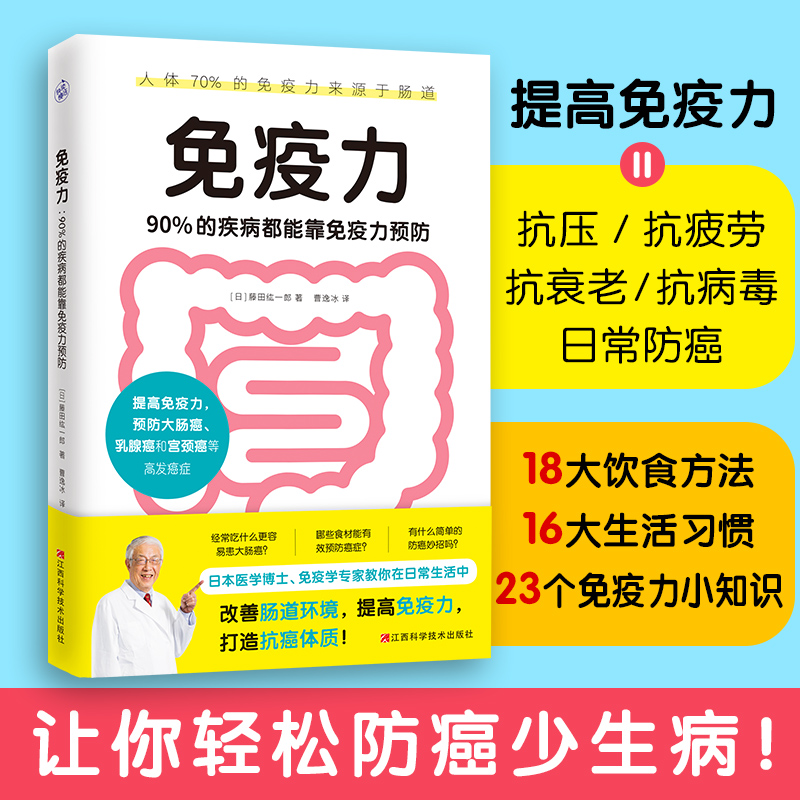 人体70%的免疫力来源于肠道
免疫力
90%的疾病都能靠免疫力预防
[日]藤田纮一郎 著 曹逸冰 译
提高免疫力，
预防大肠癌、
乳腺癌和宫颈癌等
高发癌症
经常吃什么更容
易患大肠癌？
哪些食材能有
效预防癌症？
有什么简单的
防癌妙招吗？
日本医学博士、免疫学专家教你在日常生活中
改善肠道环境，提高免疫力，
打造抗癌体质！
江西科学技术出版社
免疫力：90%的疾病都能靠免疫力预防
[日]藤田纮一郎 著 曹逸冰 译
江西科学技术出版社
提高免疫力
抗压 / 抗疲劳
抗衰老/抗病毒
日常防癌
18大饮食方法
16大生活习惯
23个免疫力小知识
让你轻松防癌少生病！